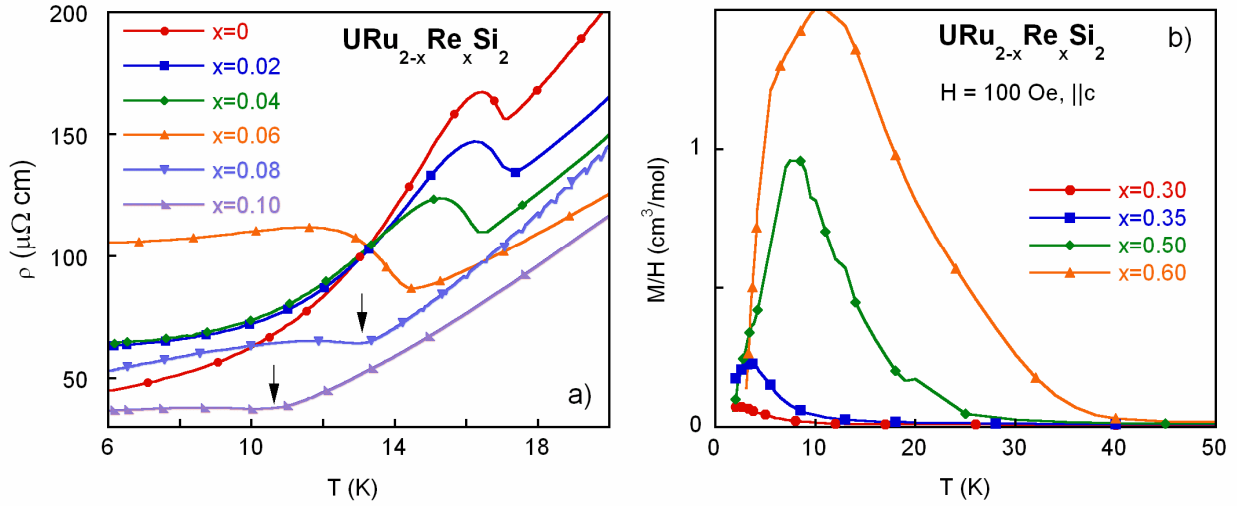 200
150
100
50
ρ (μΩ cm)
x=0
x=0.02
x=0.04
x=0.06
x=0.08
x=0.10
URu2-xRexSi2
a)
6
10
14
18
T (K)
b)
URu2-xRexSi2
H = 100 Oe, ||c
1
0
M/H (cm³/mol)
x=0.30
x=0.35
x=0.50
x=0.60
0
10
20
30
40
50
T (K)